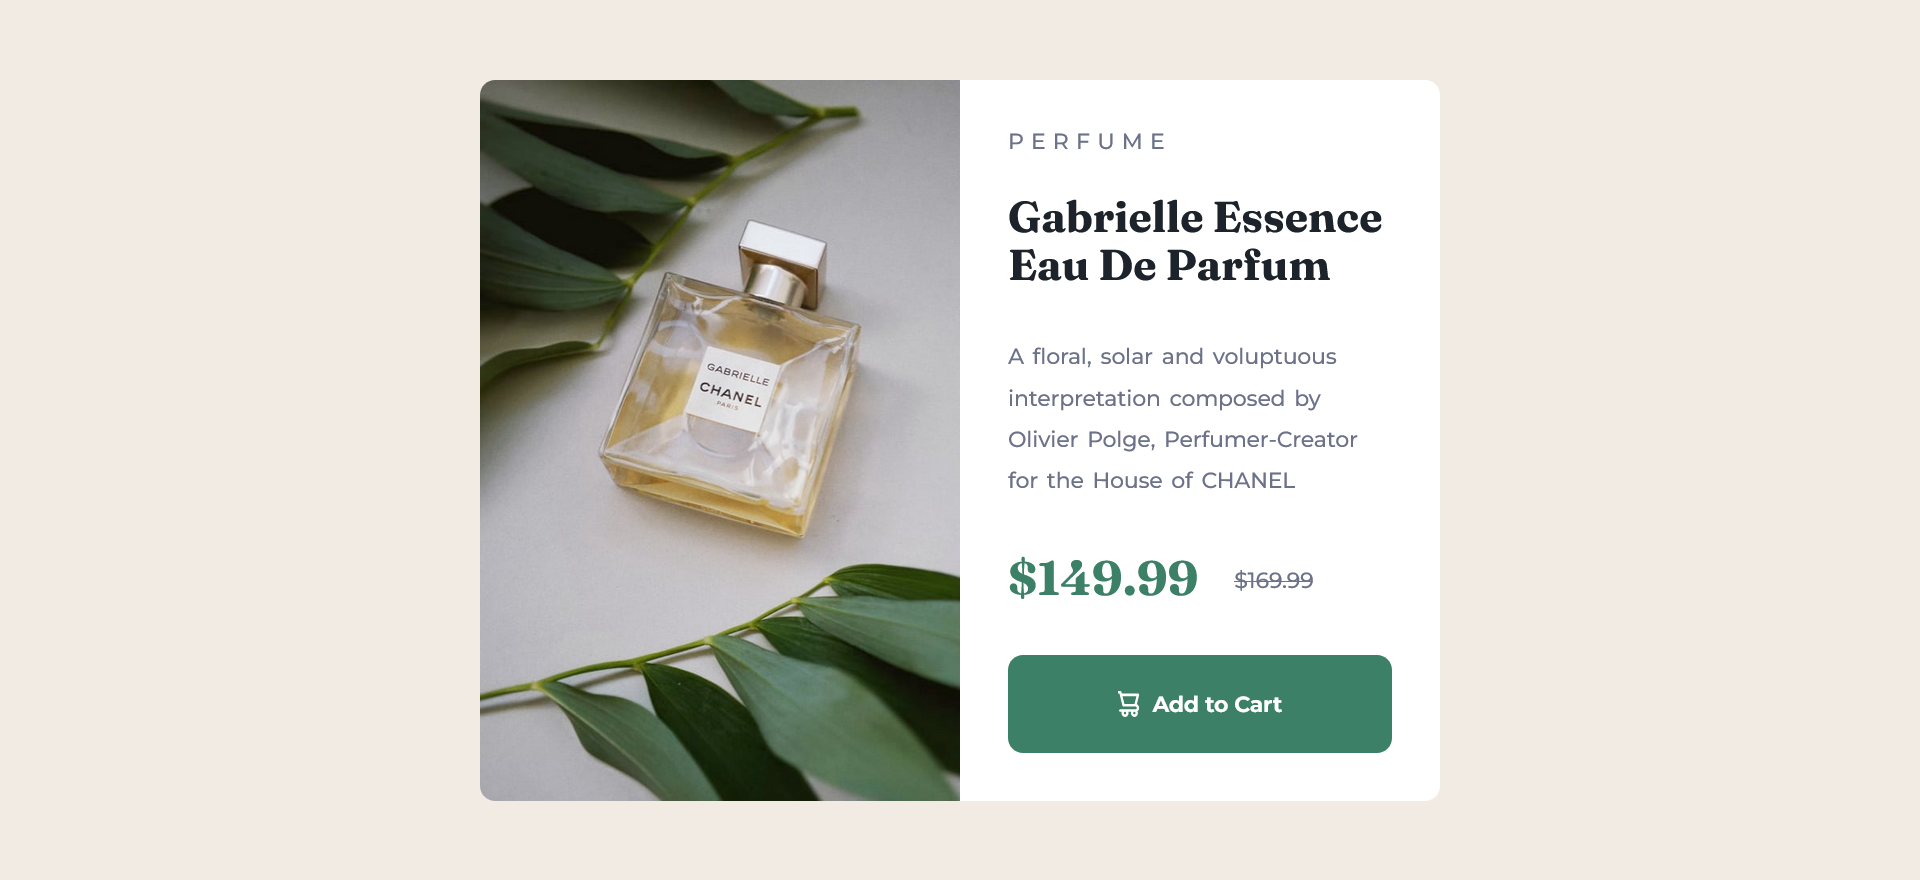 GABRIELLE
CHANEL
PARIS
PERFUME
Gabrielle Essence
Eau De Parfum
A floral, solar and voluptuous
interpretation composed by
Olivier Polge, Perfumer-Creator
for the House of CHANEL
$149.99 $169.99
Add to Cart